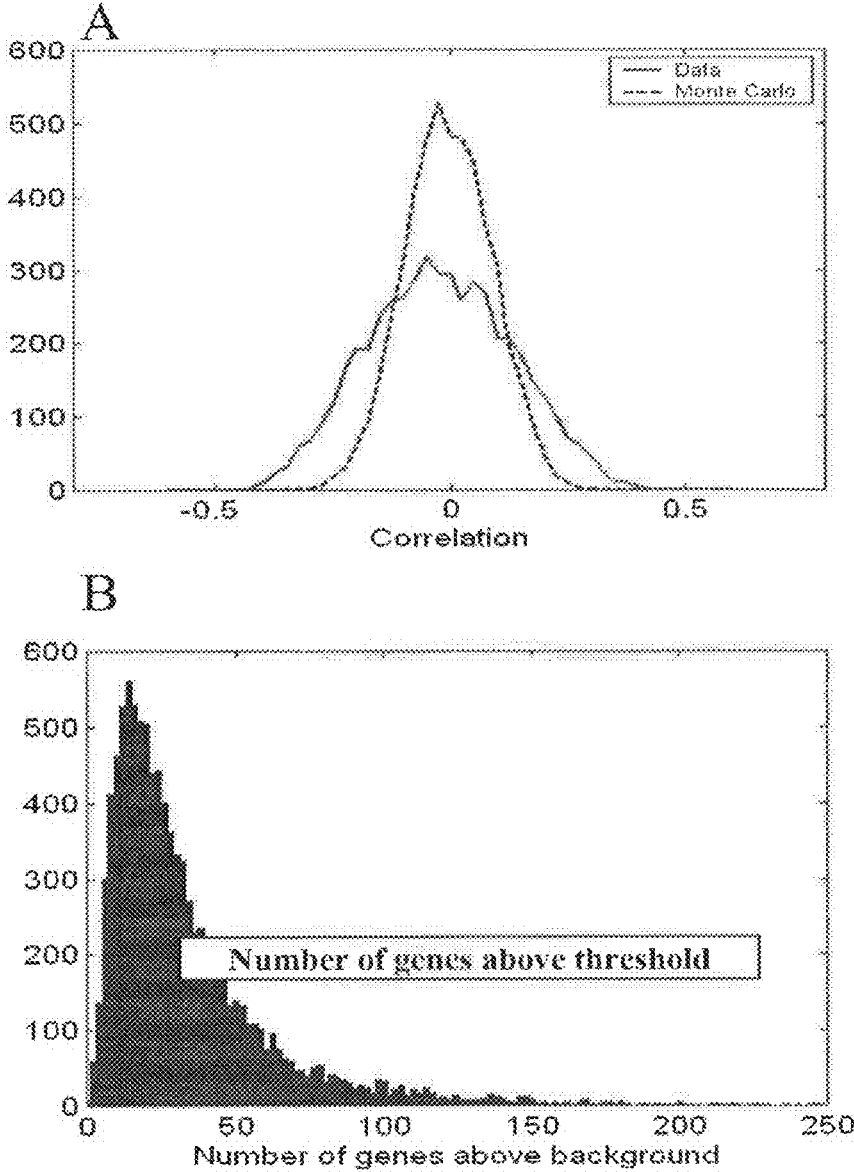 A
600
500
400
300
200
100
0
Data
Monte Carlo
-0.5 0 0.5
Correlation
B
600
500
400
300
200
100
0
Number of genes above threshold
0 50 100 150 200 250
Number of genes above background